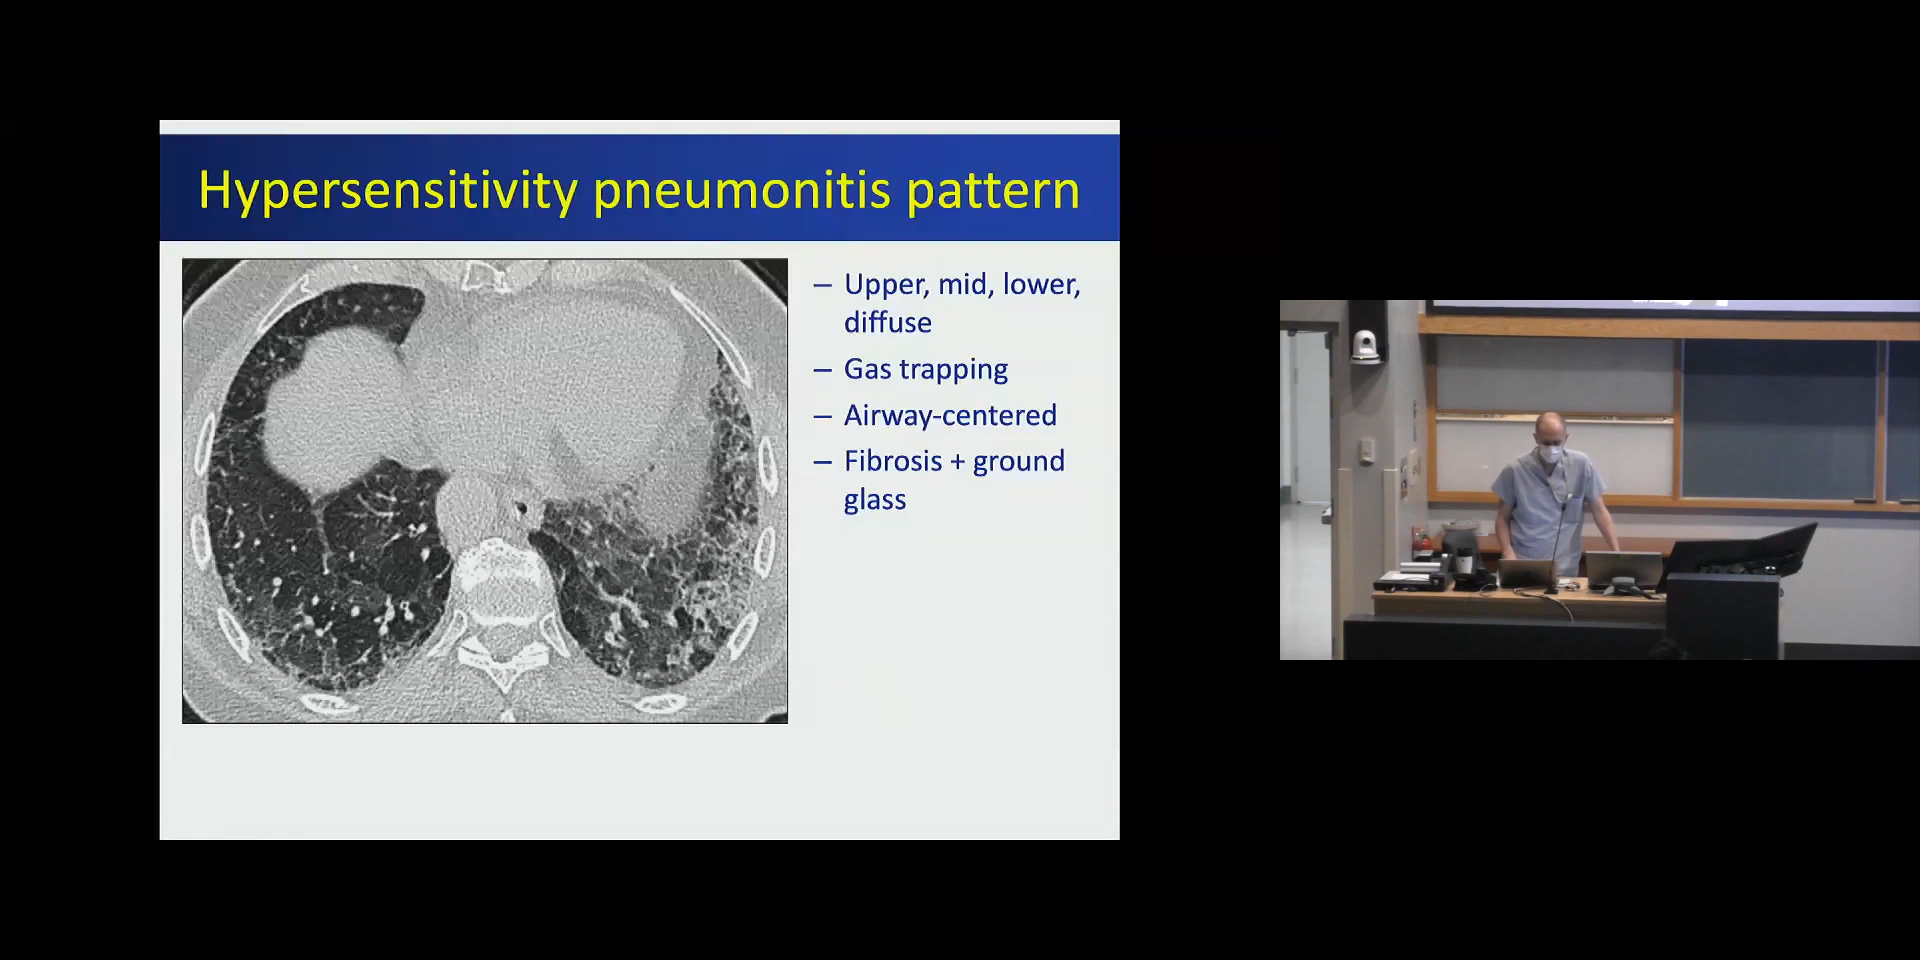 Hypersensitivity pneumonitis pattern
– Upper, mid, lower,
diffuse
– Gas trapping
– Airway-centered
– Fibrosis + ground
glass